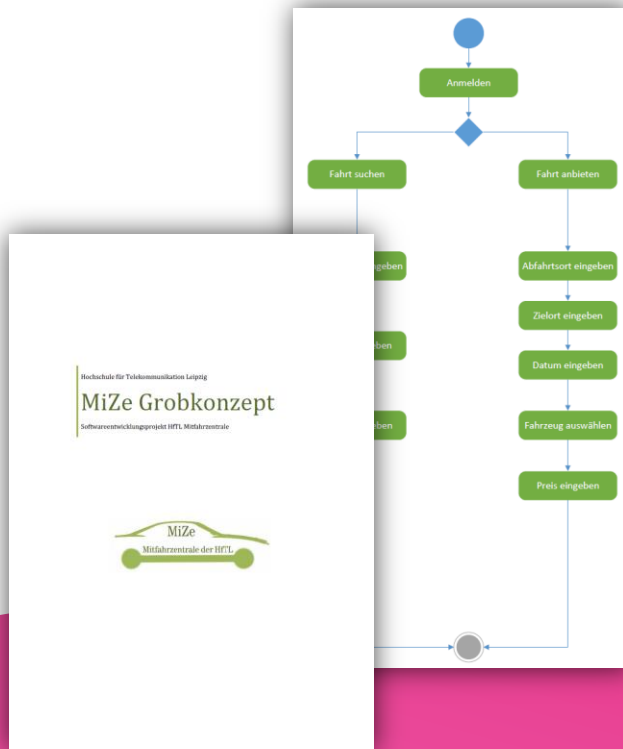 Anmelden
Fahrt suchen
Fahrt anbieten
Abfahrtsort eingeben
Zielort eingeben
Datum eingeben
Fahrzeug auswählen
Preis eingeben
Hochschule für Telekommunikation Leipzig
MiZe Grobkonzept
Softwareentwicklungsprojekt HfTL Mitfahrzentrale
MiZe
Mitfahrzentrale der HfTL